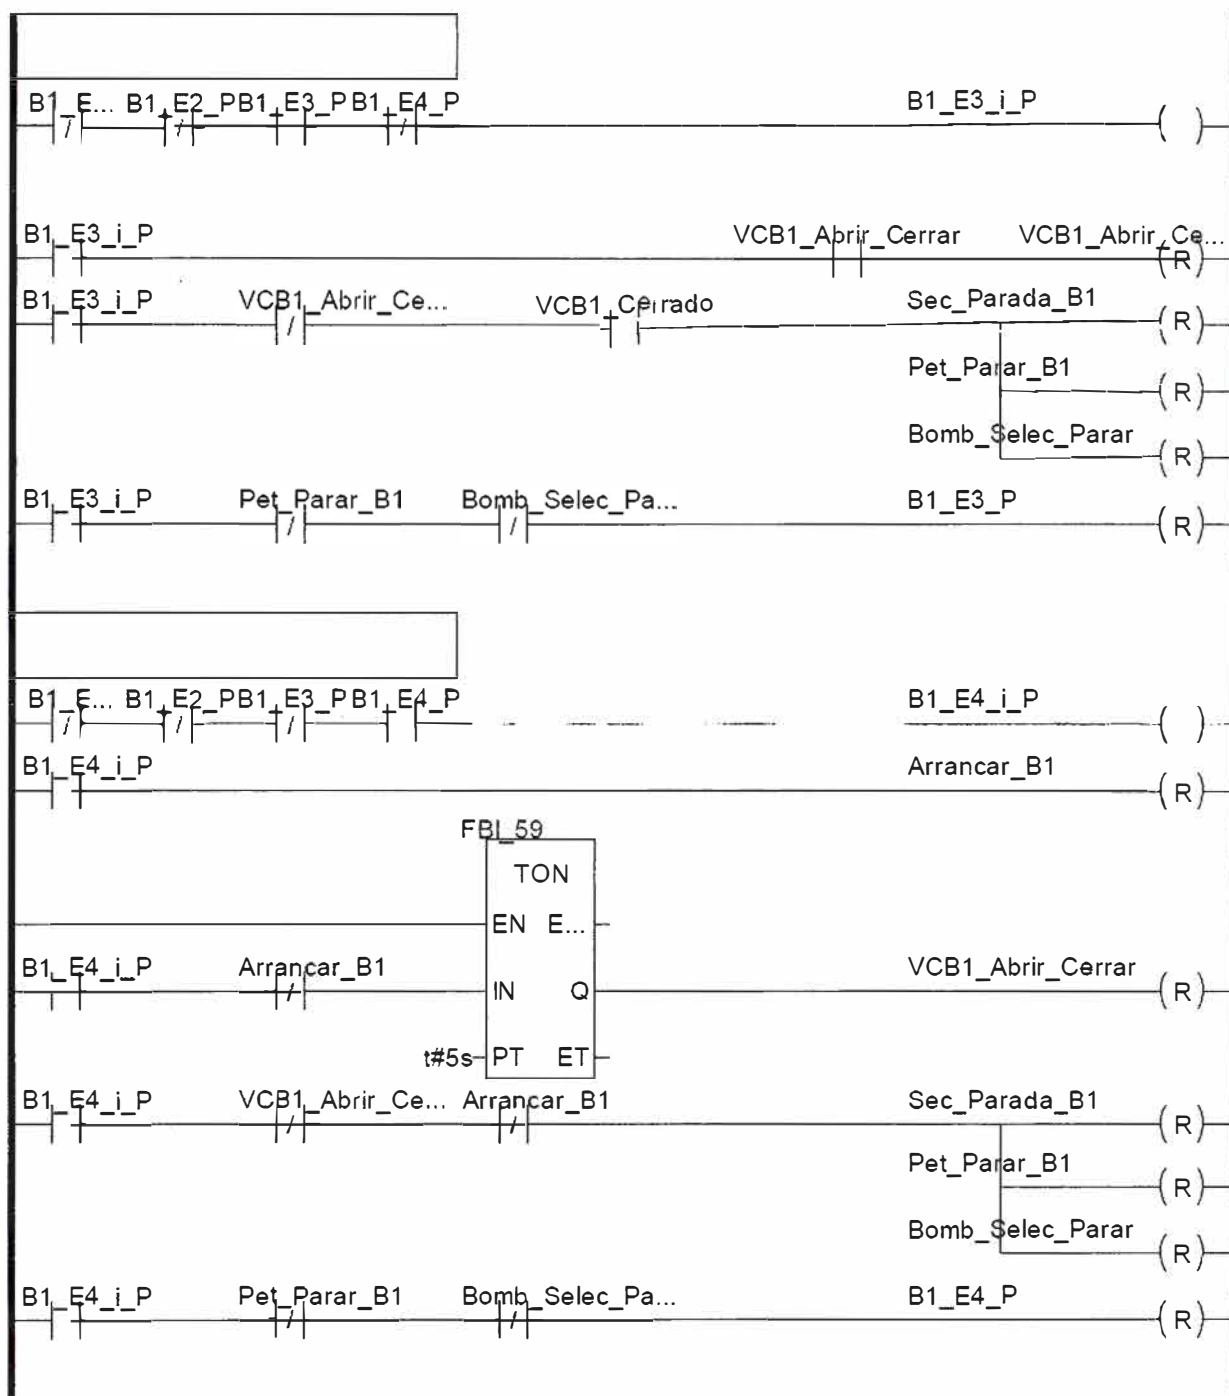 B1_E... B1_E2_P B1_E3_P B1_E4_P B1_E3_i_P
B1_E3_i_P VCB1_Abrir_Cerrar VCB1_Abrir_Ce...
R
B1_E3_i_P VCB1_Abrir_Ce... VCB1_Cerrado Sec_Parada_B1
R
Pet_Parar_B1
R
Bomb_Selec_Parar
R
B1_E3_i_P Pet_Parar_B1 Bomb_Selec_Pa... B1_E3_P
R
B1_E... B1_E2_P B1_E3_P B1_E4_P B1_E4_i_P
B1_E4_i_P Arrancar_B1
R
FBI_59
TON
EN E...
B1_E4_i_P Arrancar_B1 VCB1_Abrir_Cerrar
IN Q R
t#5s PT ET
B1_E4_i_P VCB1_Abrir_Ce... Arrancar_B1 Sec_Parada_B1
R
Pet_Parar_B1
R
Bomb_Selec_Parar
R
B1_E4_i_P Pet_Parar_B1 Bomb_Selec_Pa... B1_E4_P
R